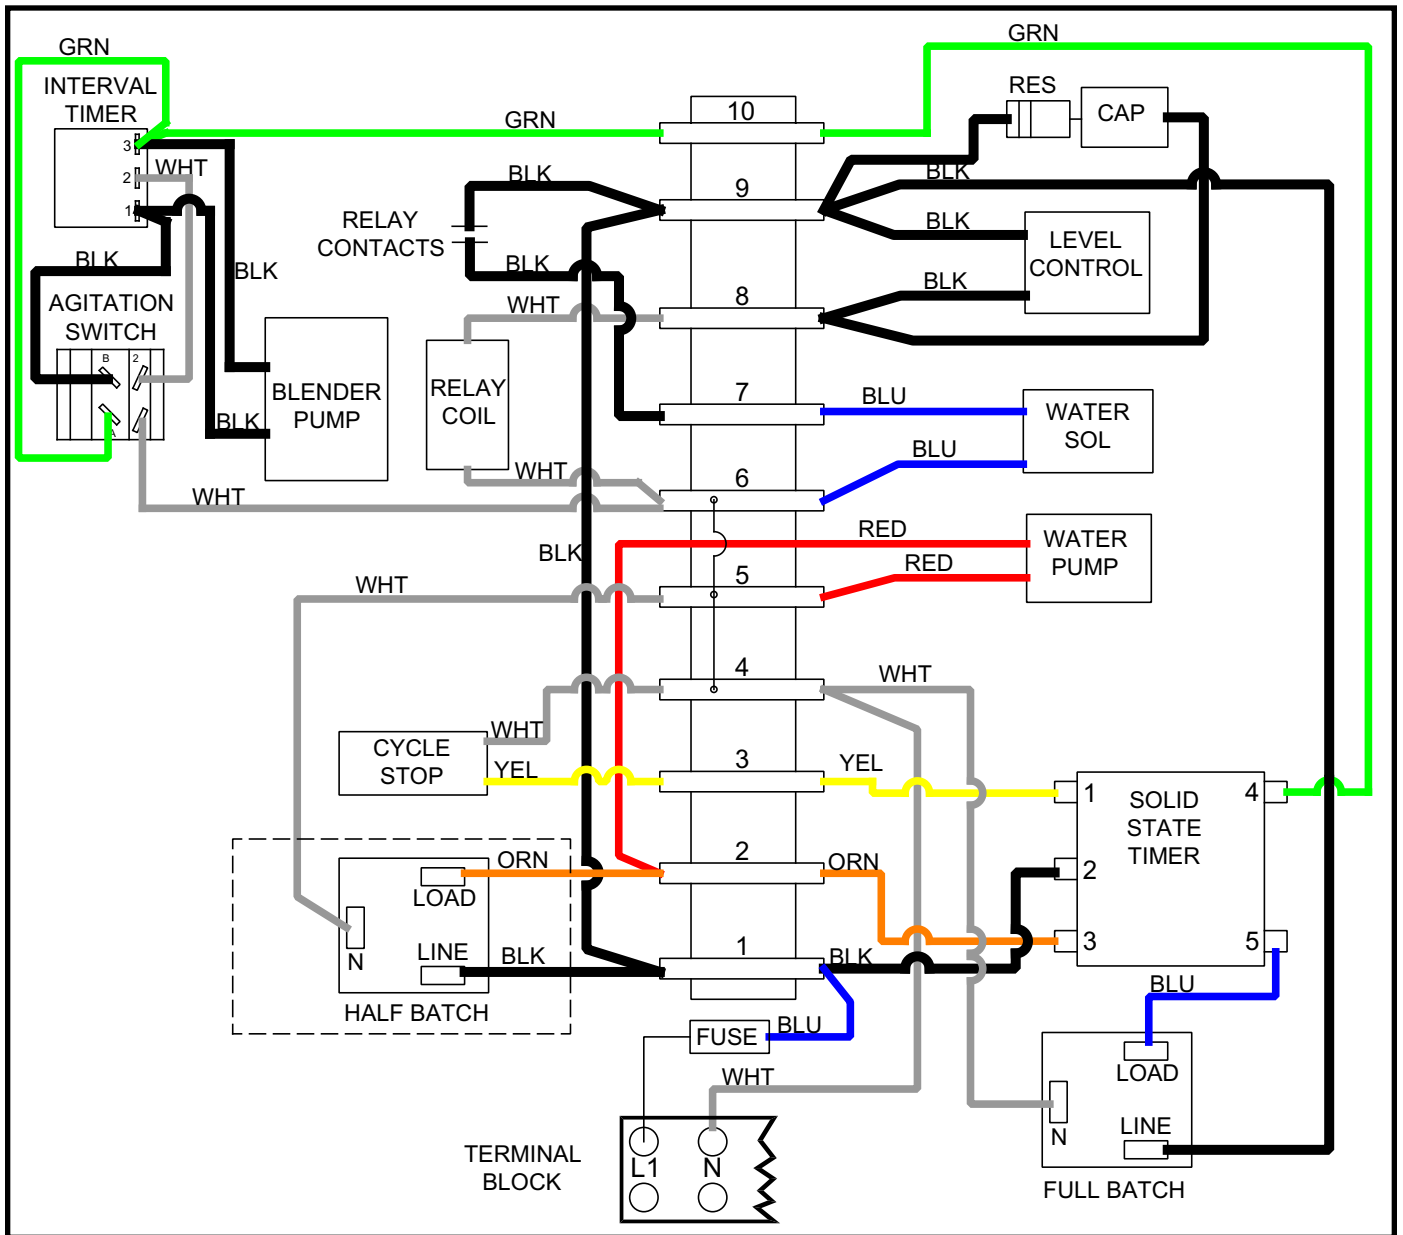 GRN
GRN
INTERVAL
TIMER
3
2
1
WHT
GRN
10
RES
CAP
BLK
9
BLK
RELAY
CONTACTS
BLK
LEVEL
CONTROL
BLK
BLK
BLK
BLK
8
WHT
AGITATION
SWITCH
B
2
A
BLENDER
PUMP
BLK
RELAY
COIL
7
BLU
WATER
SOL
BLU
WHT
6
WHT
RED
WATER
PUMP
RED
BLK
5
WHT
4
WHT
WHT
CYCLE
STOP
YEL
3
YEL
1
SOLID
STATE
TIMER
4
2
3
5
ORN
LOAD
2
ORN
N
LINE
BLK
1
BLK
HALF BATCH
FUSE
BLU
BLU
WHT
LOAD
N
LINE
FULL BATCH
TERMINAL
BLOCK
L1
N